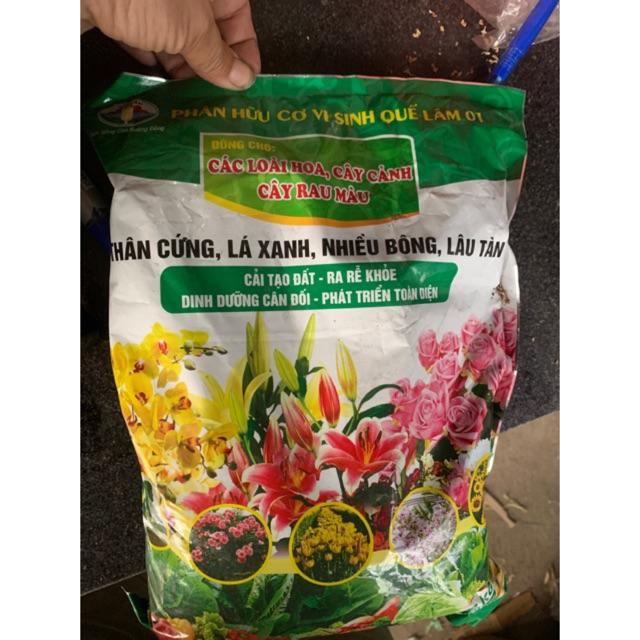 PHÂN HỮU CƠ VI SINH QUẾ LÂM 01
DÙNG CHO:
CÁC LOÀI HOA, CÂY CẢNH
CÂY RAU MÀU
THÂN CỨNG, LÁ XANH, NHIỀU BÔNG, LÂU TÀN
CẢI TẠO ĐẤT - RA RỄ KHỎE
DINH DƯỠNG CÂN ĐỐI - PHÁT TRIỂN TOÀN DIỆN